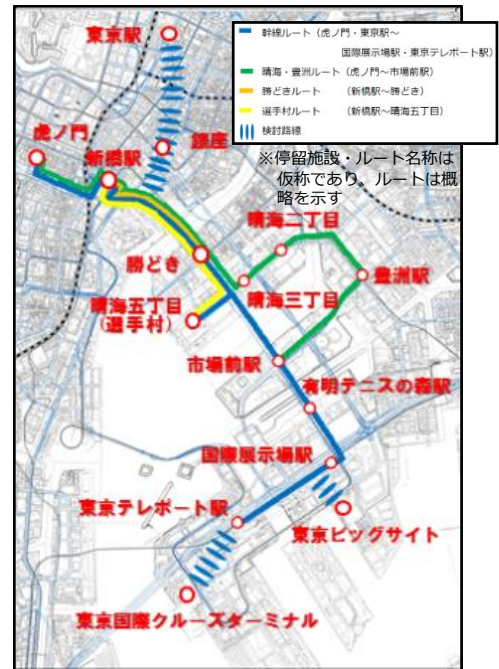 東京駅
幹線ルート(虎ノ門・東京駅~
国際展示場駅・東京テレポート駅)
晴海・豊洲ルート(虎ノ門~市場前駅)
勝どきルート (新橋駅~勝どき)
選手村ルート (新橋駅~晴海五丁目)
検討路線
※停留施設・ルート名称は
仮称であり、ルートは概
略を示す
虎ノ門
新橋駅
銀座
晴海二丁目
勝どき
豊洲駅
晴海三丁目
晴海五丁目
(選手村)
市場前駅
有明テニスの森駅
国際展示場駅
東京テレポート駅
東京ビッグサイト
東京国際クルーズターミナル